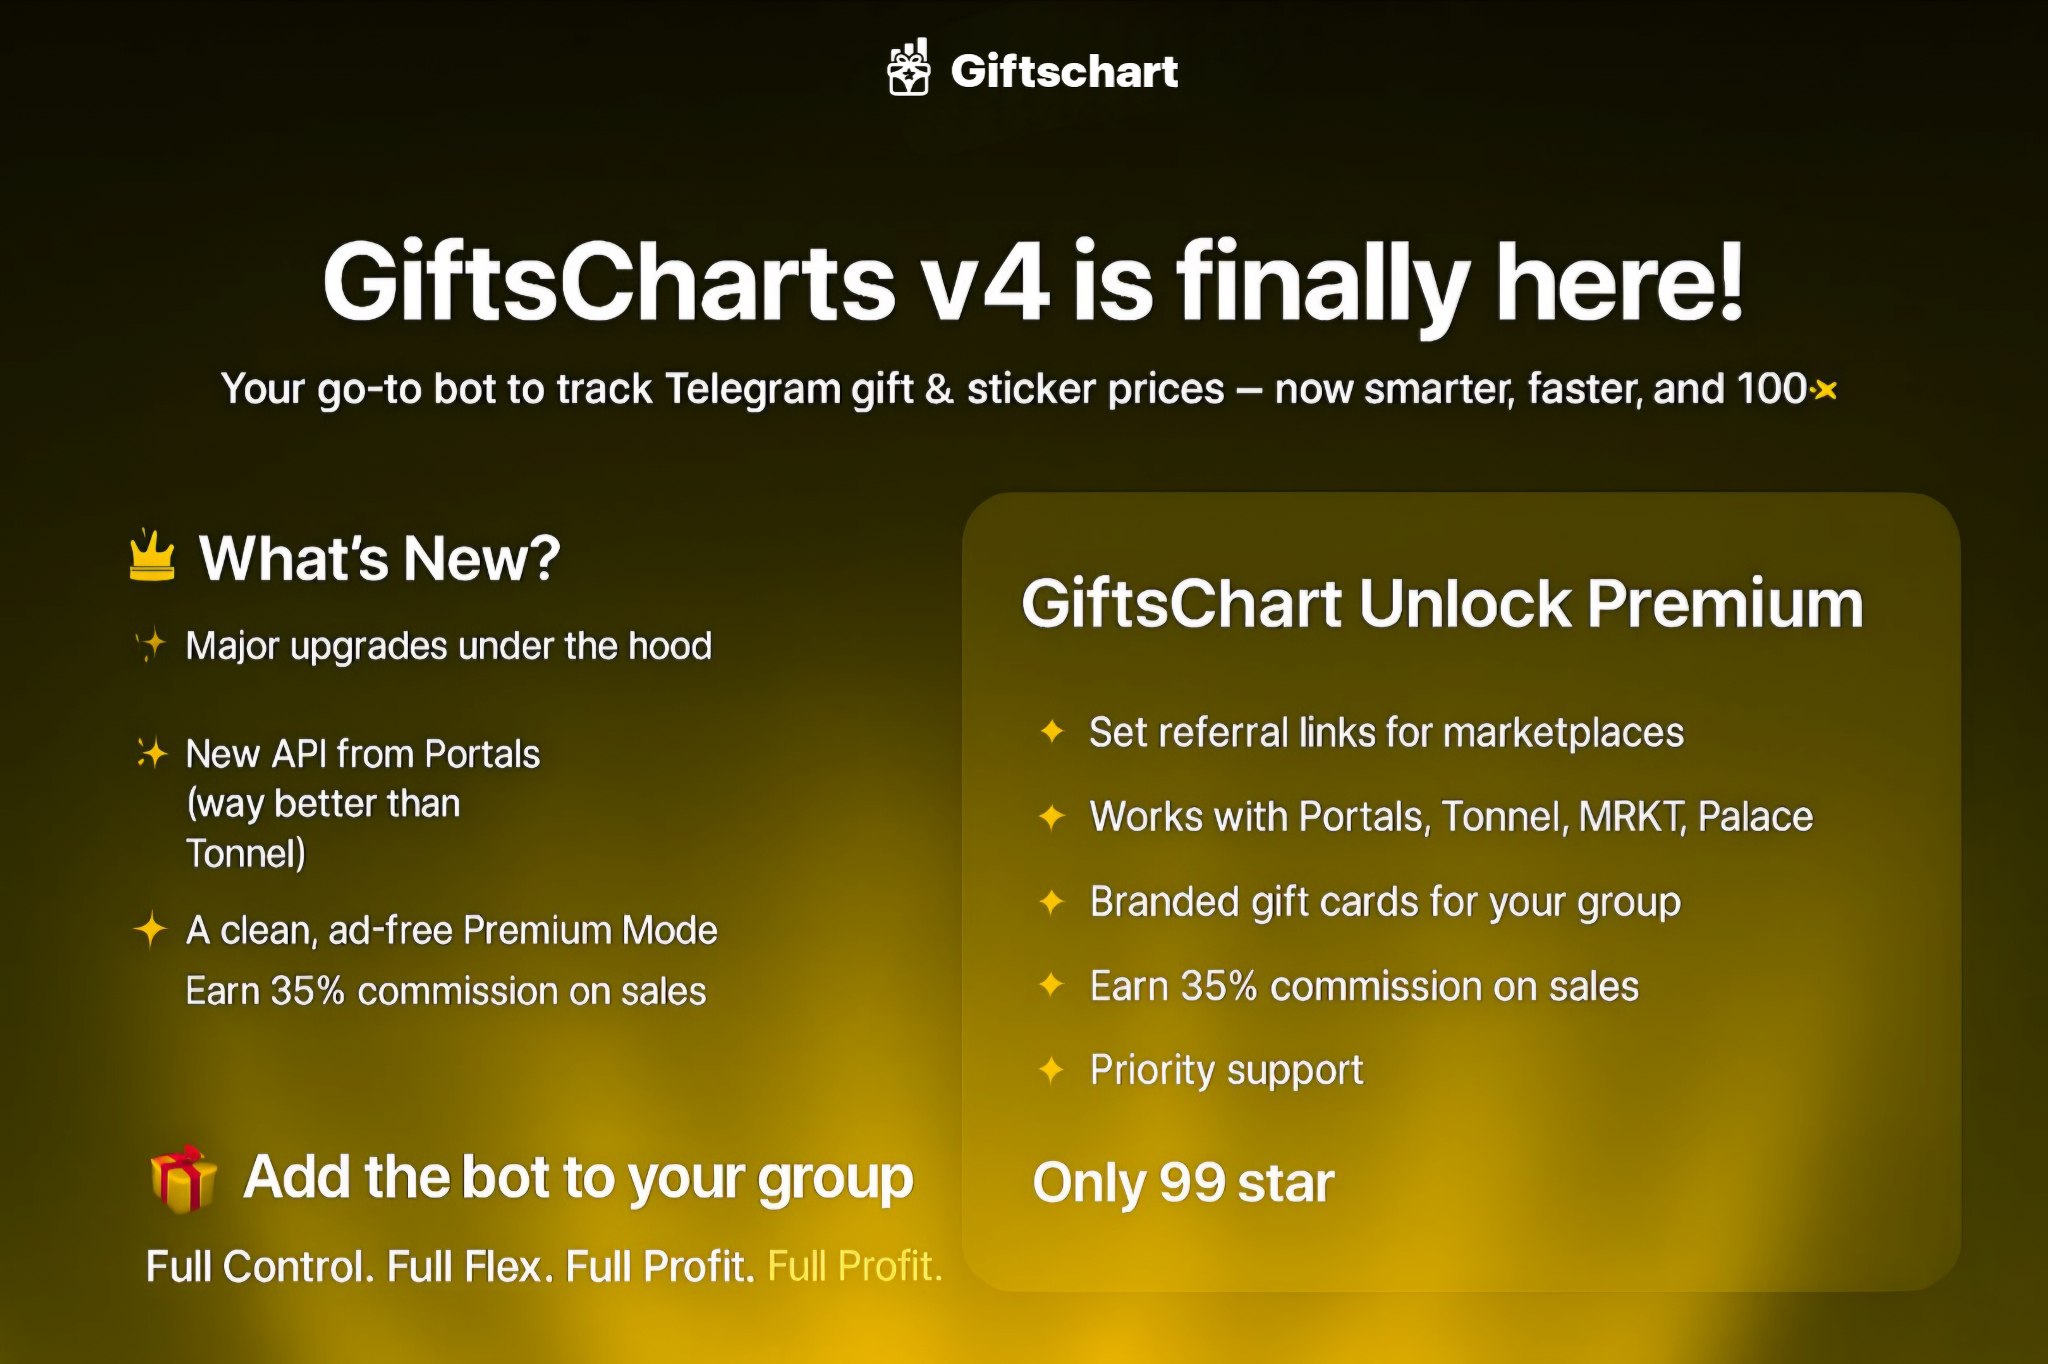 Giftschart
GiftsCharts v4 is finally here!
Your go-to bot to track Telegram gift & sticker prices – now smarter, faster, and 100×
What's New?
Major upgrades under the hood
New API from Portals
(way better than
Tonnel)
A clean, ad-free Premium Mode
Earn 35% commission on sales
Add the bot to your group
Full Control. Full Flex. Full Profit. Full Profit.
GiftsChart Unlock Premium
Set referral links for marketplaces
Works with Portals, Tonnel, MRKT, Palace
Branded gift cards for your group
Earn 35% commission on sales
Priority support
Only 99 star